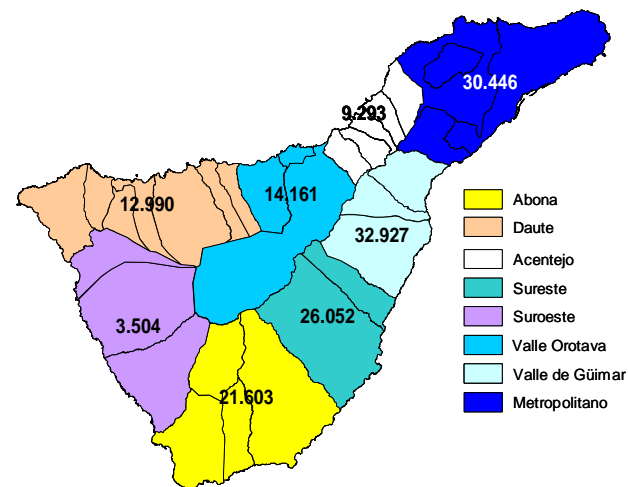 30.446
9.293
14.161
12.990
32.927
26.052
3.504
21.603
Abona
Daute
Acentejo
Sureste
Suroeste
Valle Orotava
Valle de Güimar
Metropolitano